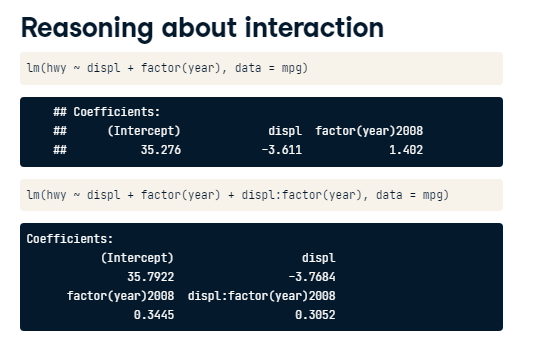 Reasoning about interaction
lm(hwy ~ displ + factor(year), data = mpg)
## Coefficients:
## (Intercept) displ factor(year)2008
## 35.276 -3.611 1.402
lm(hwy ~ displ + factor(year) + displ:factor(year), data = mpg)
Coefficients:
(Intercept) displ
35.7922 -3.7684
factor(year)2008 displ:factor(year)2008
0.3445 0.3052